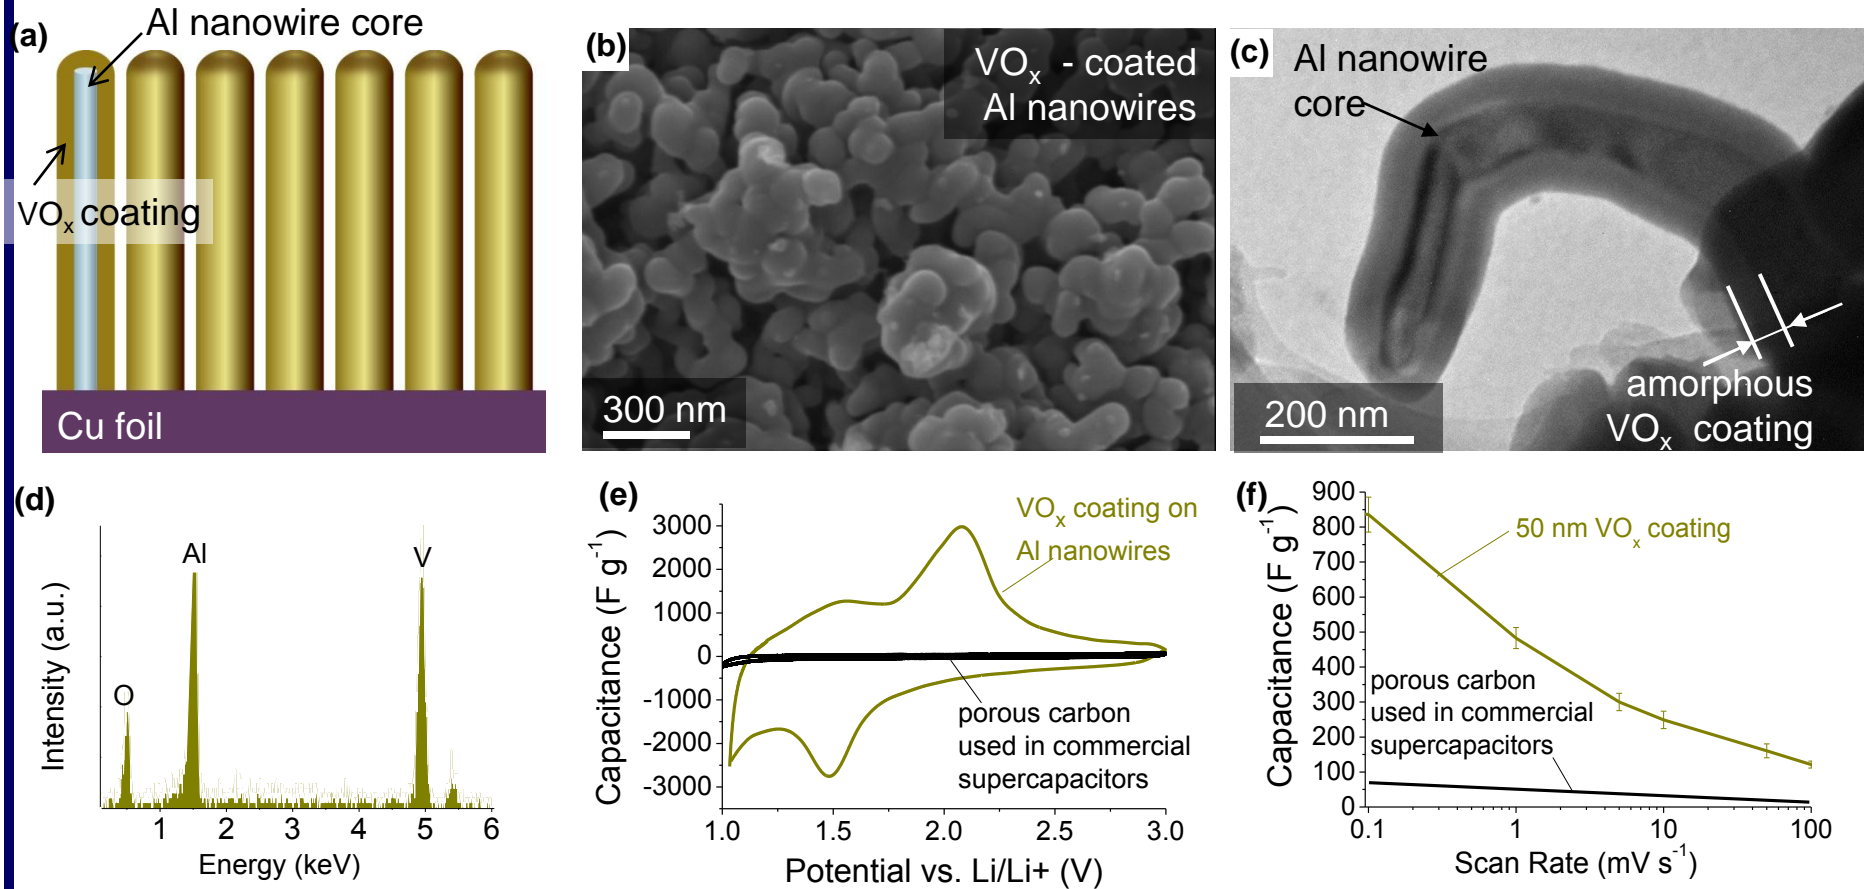 (a)
Al nanowire core
VOx coating
Cu foil
(b)
VOx - coated
Al nanowires
300 nm
(c)
Al nanowire
core
amorphous
VOx coating
200 nm
(d)
O
Al
V
Intensity (a.u.)
1 2 3 4 5 6
Energy (keV)
(e)
VOx coating on
Al nanowires
3000
2000
1000
0
-1000
-2000
-3000
Capacitance (F g-1)
porous carbon
used in commercial
supercapacitors
1.0 1.5 2.0 2.5 3.0
Potential vs. Li/Li+ (V)
(f)
900
800
700
600
500
400
300
200
100
0
Capacitance (F g-1)
50 nm VOx coating
porous carbon
used in commercial
supercapacitors
0.1 1 10 100
Scan Rate (mV s-1)